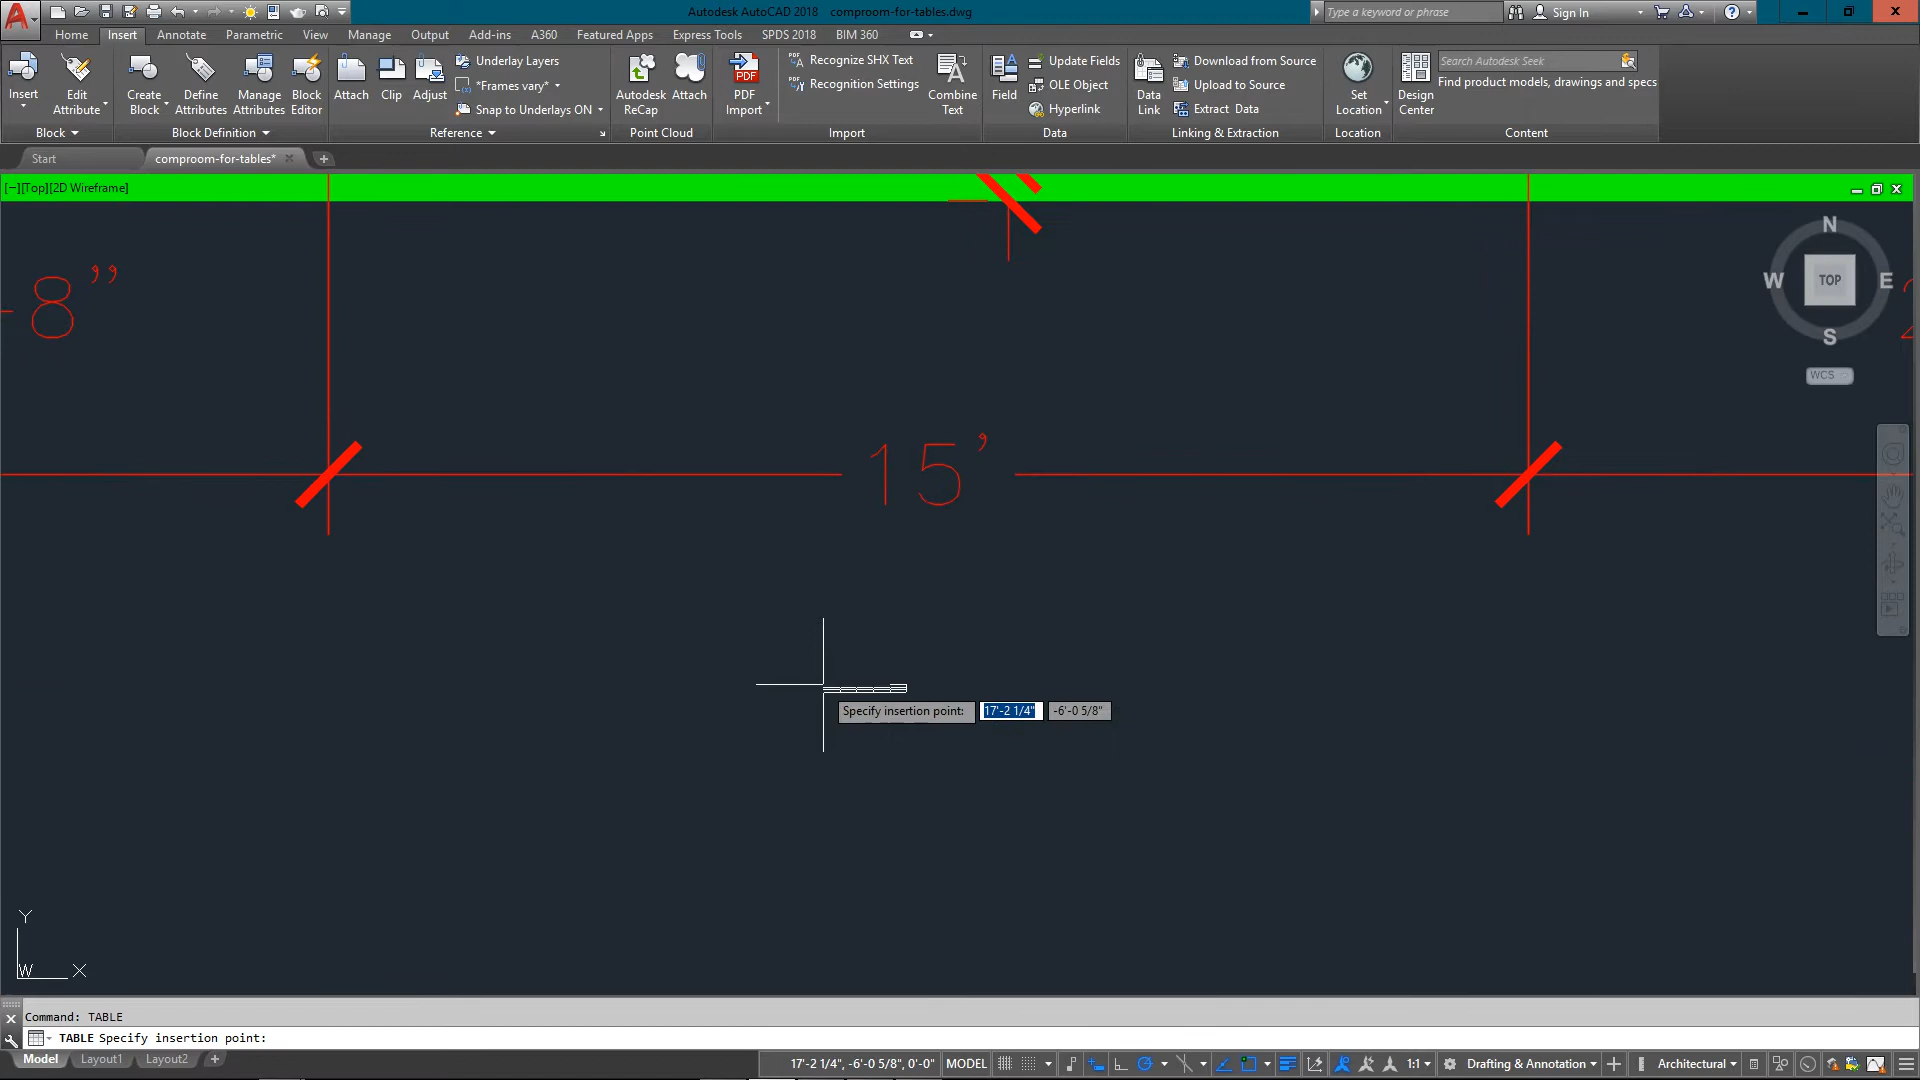 Autodesk AutoCAD 2018 comproom-for-tables.dwg
Type a keyword or phrase
Sign In
Home Insert Annotate Parametric View Manage Output Add-ins A360 Featured Apps Express Tools SPDS 2018 BIM 360
Insert
Edit Attribute
Block
Create Block
Define Attributes
Manage Attributes
Block Editor
Block Definition
Attach
Clip
Adjust
Underlay Layers
*Frames vary*
Snap to Underlays ON
Reference
Autodesk ReCap
Attach
Point Cloud
PDF
PDF Import
Recognize SHX Text
Recognition Settings
Combine Text
Import
Field
Update Fields
OLE Object
Hyperlink
Data
Data Link
Download from Source
Upload to Source
Extract Data
Linking & Extraction
Set Location
Location
Design Center
Search Autodesk Seek
Find product models, drawings and specs
Content
Start
comproom-for-tables*
[−][Top][2D Wireframe]
N
W TOP E
S
WCS
8''
15'
Specify insertion point: 17'-2 1/4" -6'-0 5/8"
Y
W X
Command: TABLE
TABLE Specify insertion point:
Model Layout1 Layout2
17'-2 1/4", -6'-0 5/8", 0'-0" MODEL 1:1 Drafting & Annotation Architectural